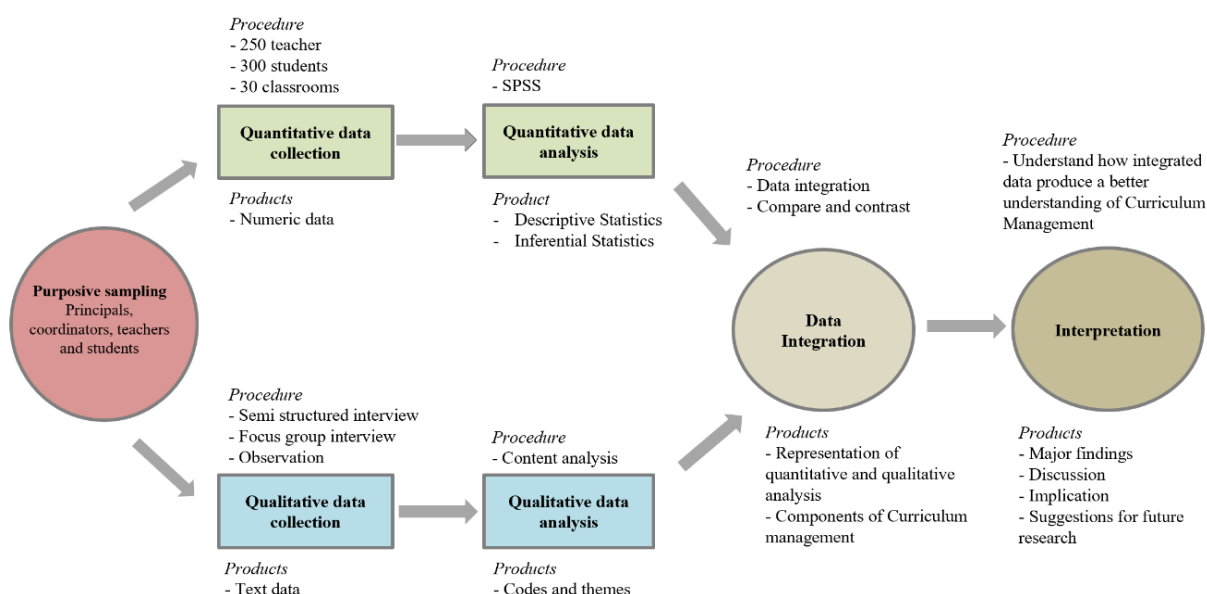 Procedure
- 250 teacher
- 300 students
- 30 classrooms
Quantitative data
collection
Products
- Numeric data
Procedure
- SPSS
Quantitative data
analysis
Product
- Descriptive Statistics
- Inferential Statistics
Purposive sampling
Principals,
coordinators, teachers
and students
Procedure
- Semi structured interview
- Focus group interview
- Observation
Qualitative data
collection
Products
- Text data
Procedure
- Content analysis
Qualitative data
analysis
Products
- Codes and themes
Procedure
- Data integration
- Compare and contrast
Data
Integration
Products
- Representation of
quantitative and qualitative
analysis
- Components of Curriculum
management
Procedure
- Understand how integrated
data produce a better
understanding of Curriculum
Management
Interpretation
Products
- Major findings
- Discussion
- Implication
- Suggestions for future
research